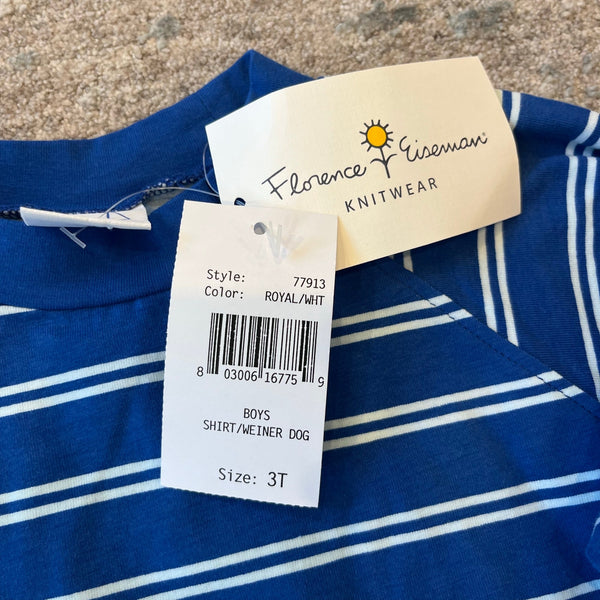 Florence Eiseman®
KNITWEAR
Style: 77913
Color: ROYAL/WHT
8 03006 16775 9
BOYS
SHIRT/WEINER DOG
Size: 3T